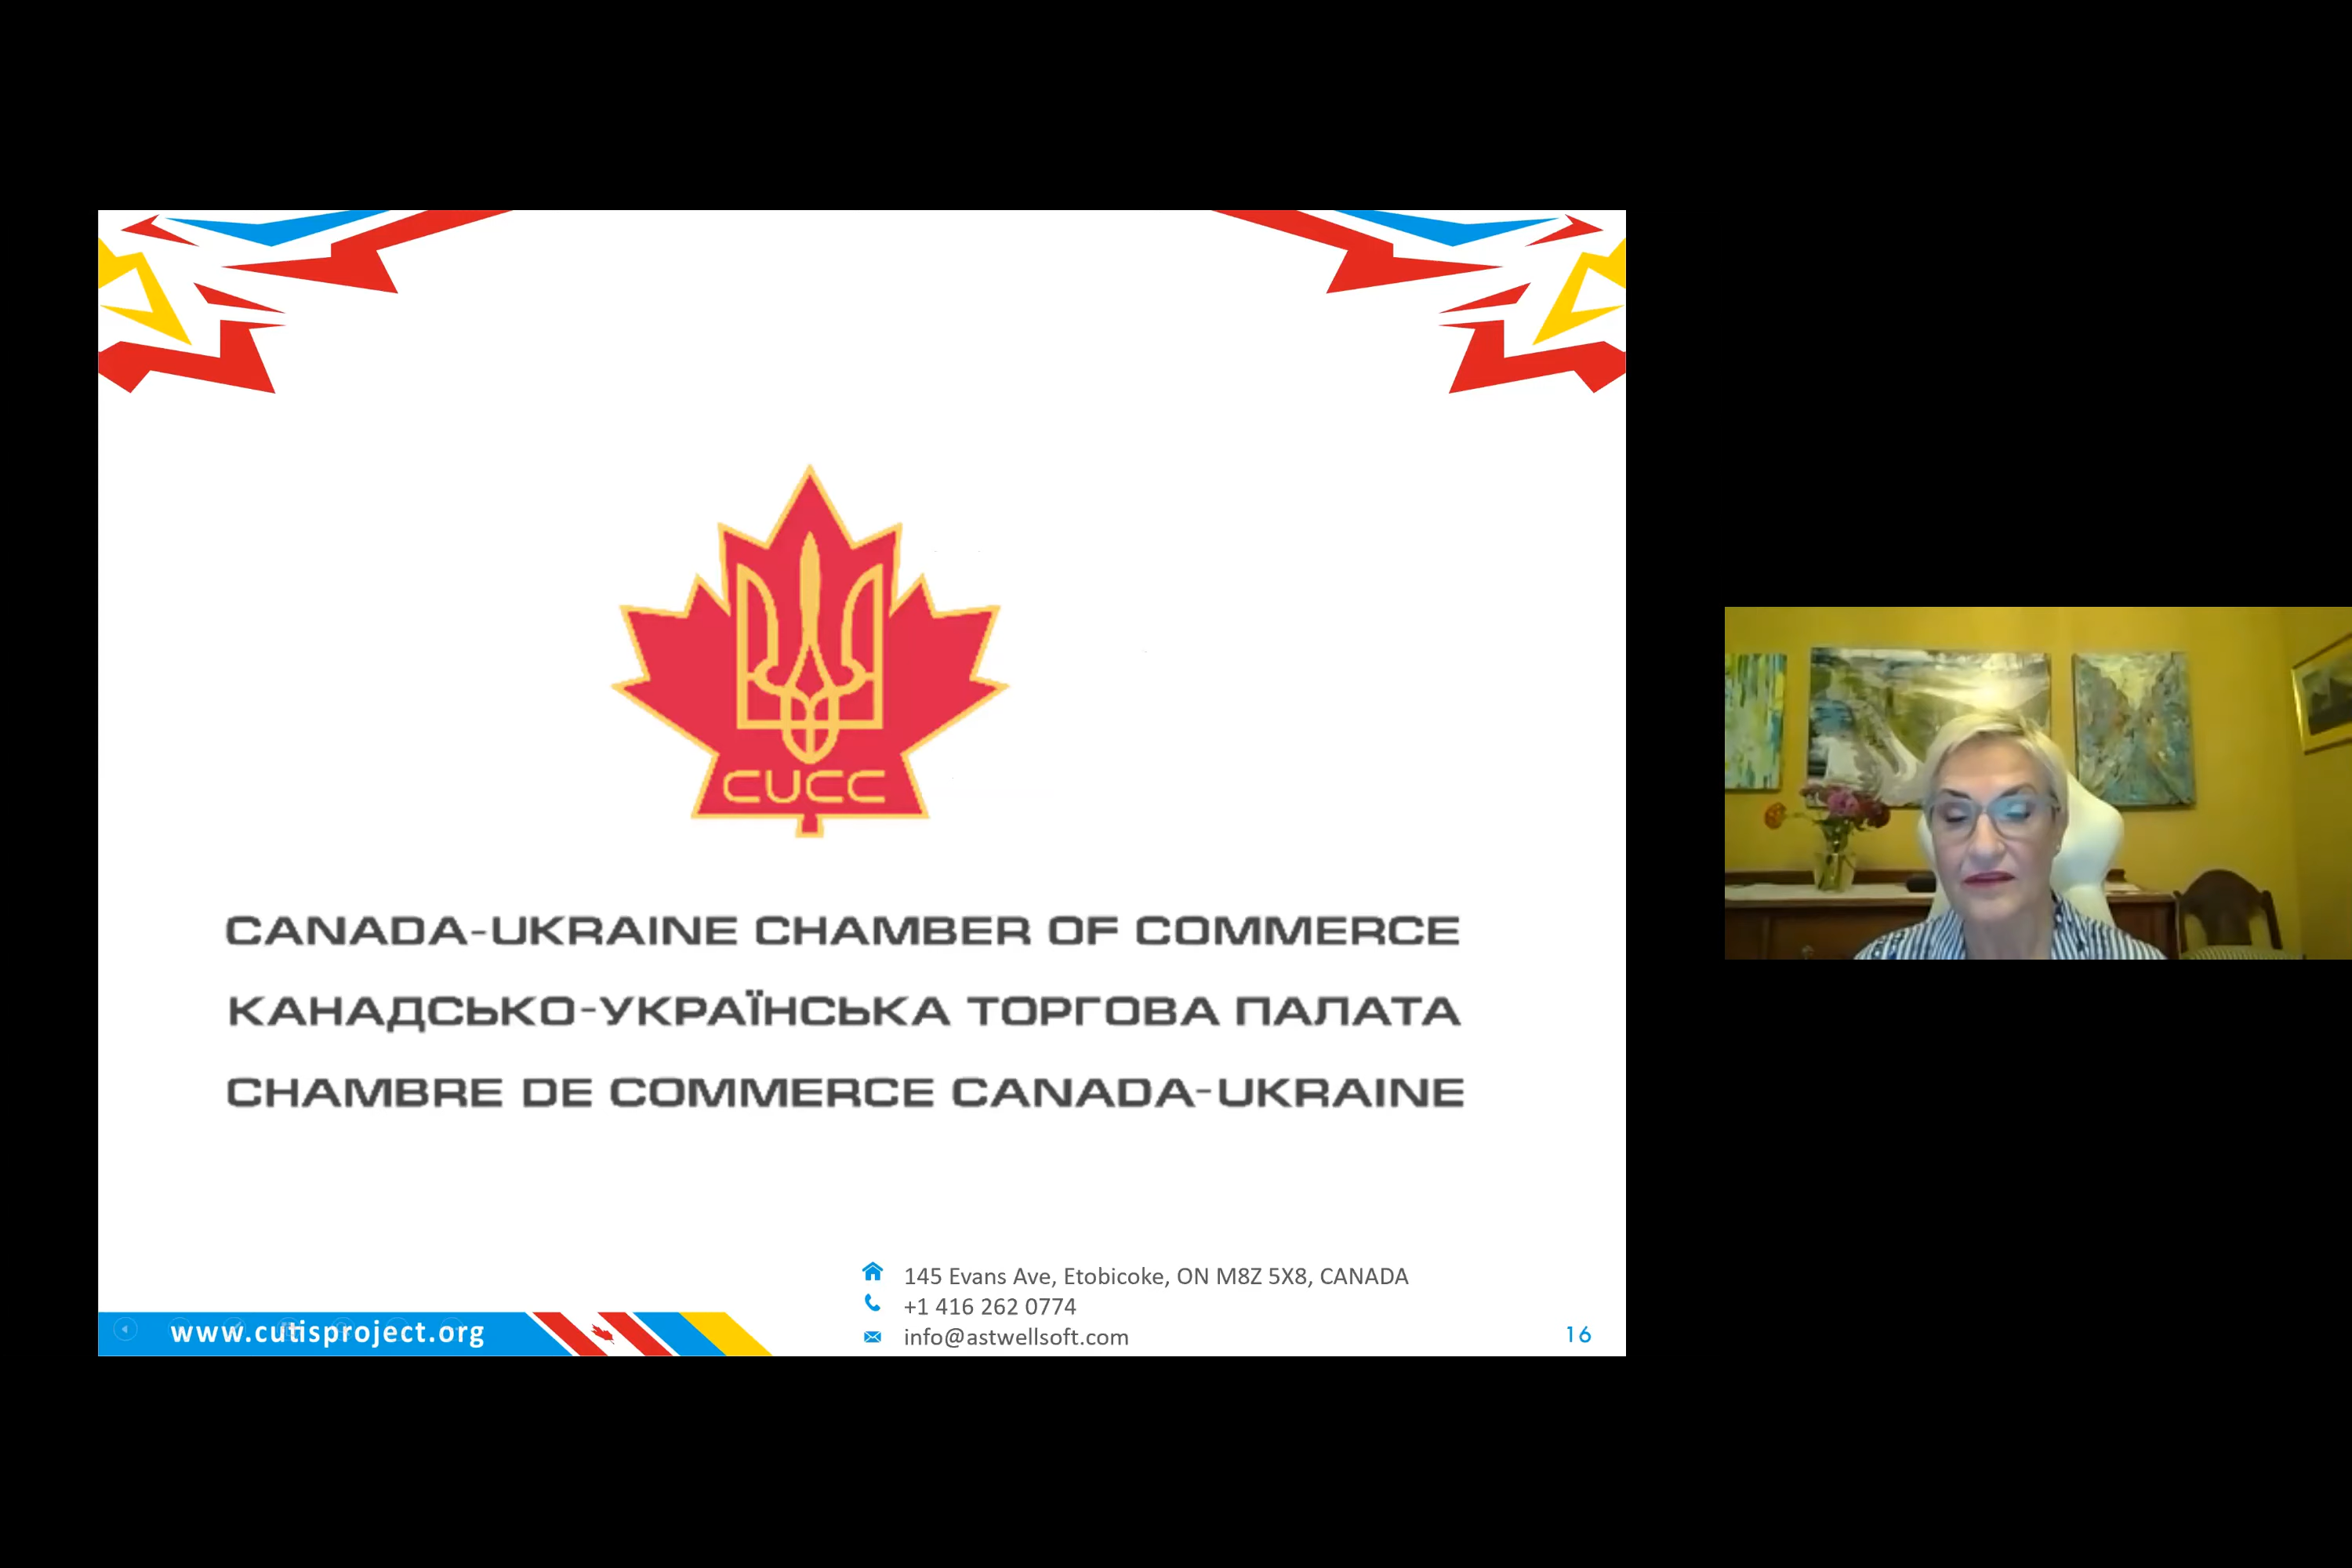 CUCC
CANADA-UKRAINE CHAMBER OF COMMERCE
КАНАДСЬКО-УКРАЇНСЬКА ТОРГОВА ПАЛАТА
CHAMBRE DE COMMERCE CANADA-UKRAINE
145 Evans Ave, Etobicoke, ON M8Z 5X8, CANADA
+1 416 262 0774
info@astwellsoft.com
www.cutisproject.org
16